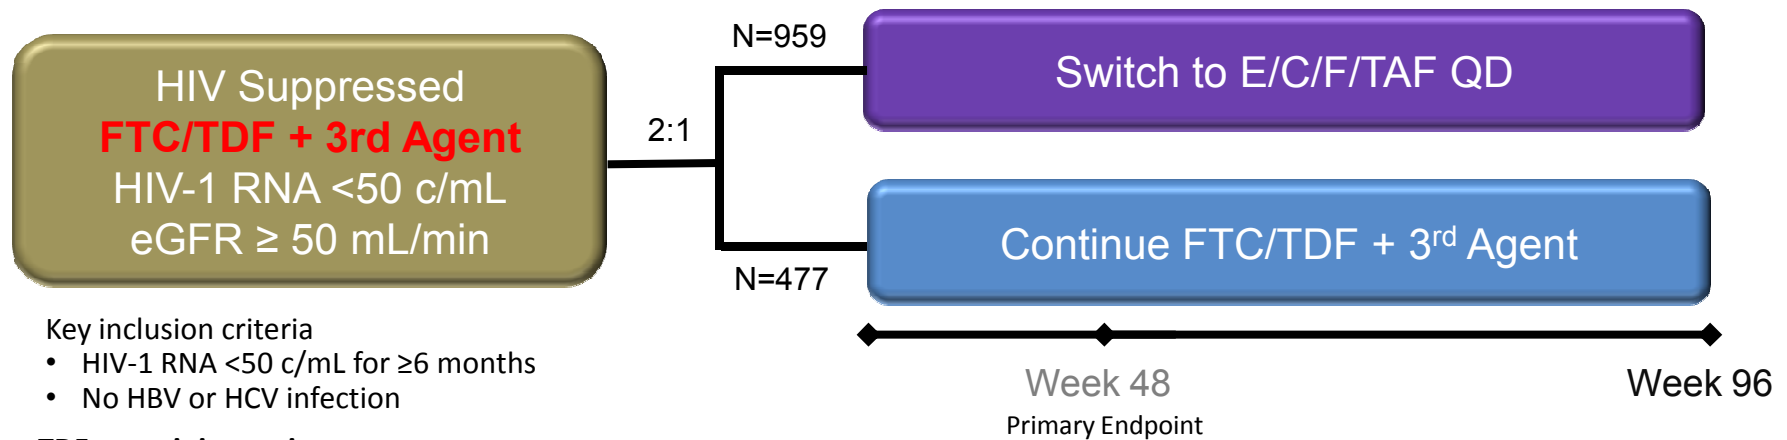 HIV Suppressed
FTC/TDF + 3rd Agent
HIV-1 RNA <50 c/mL
eGFR ≥ 50 mL/min
2:1
N=959
Switch to E/C/F/TAF QD
N=477
Continue FTC/TDF + 3rd Agent
Key inclusion criteria
• HIV-1 RNA <50 c/mL for ≥6 months
• No HBV or HCV infection
Week 48
Primary Endpoint
Week 96